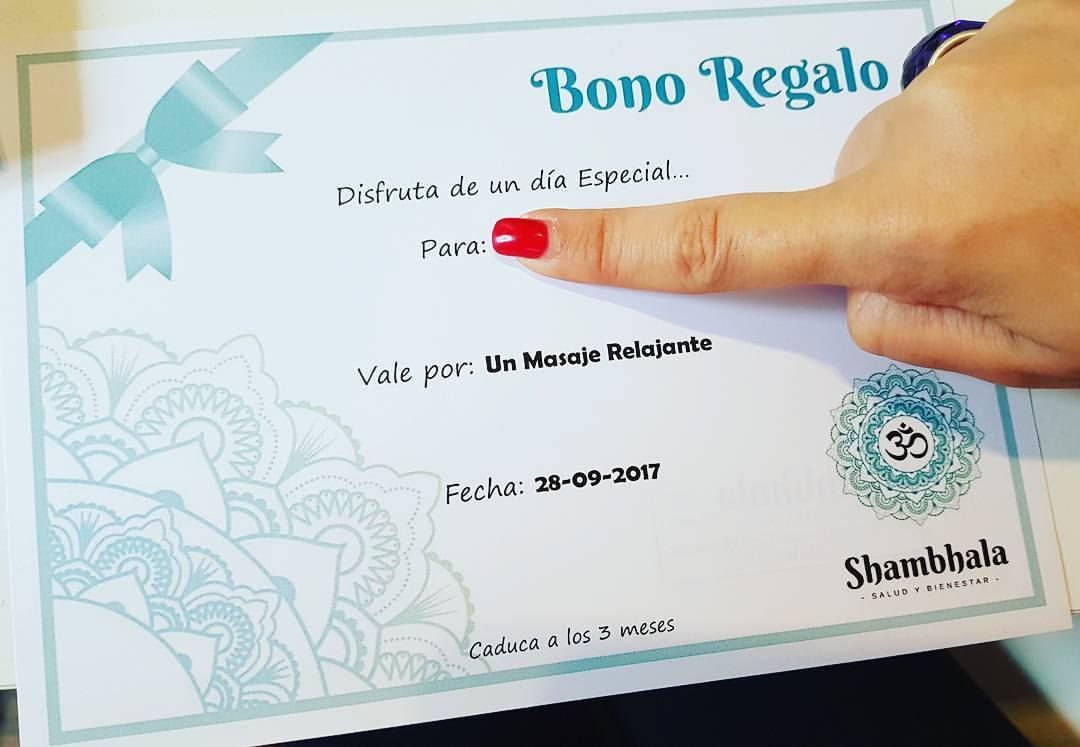 Bono Regalo
Disfruta de un día Especial...
Para:
Vale por: Un Masaje Relajante
Fecha: 28-09-2017
ॐ
Shambhala
- SALUD Y BIENESTAR -
Caduca a los 3 meses